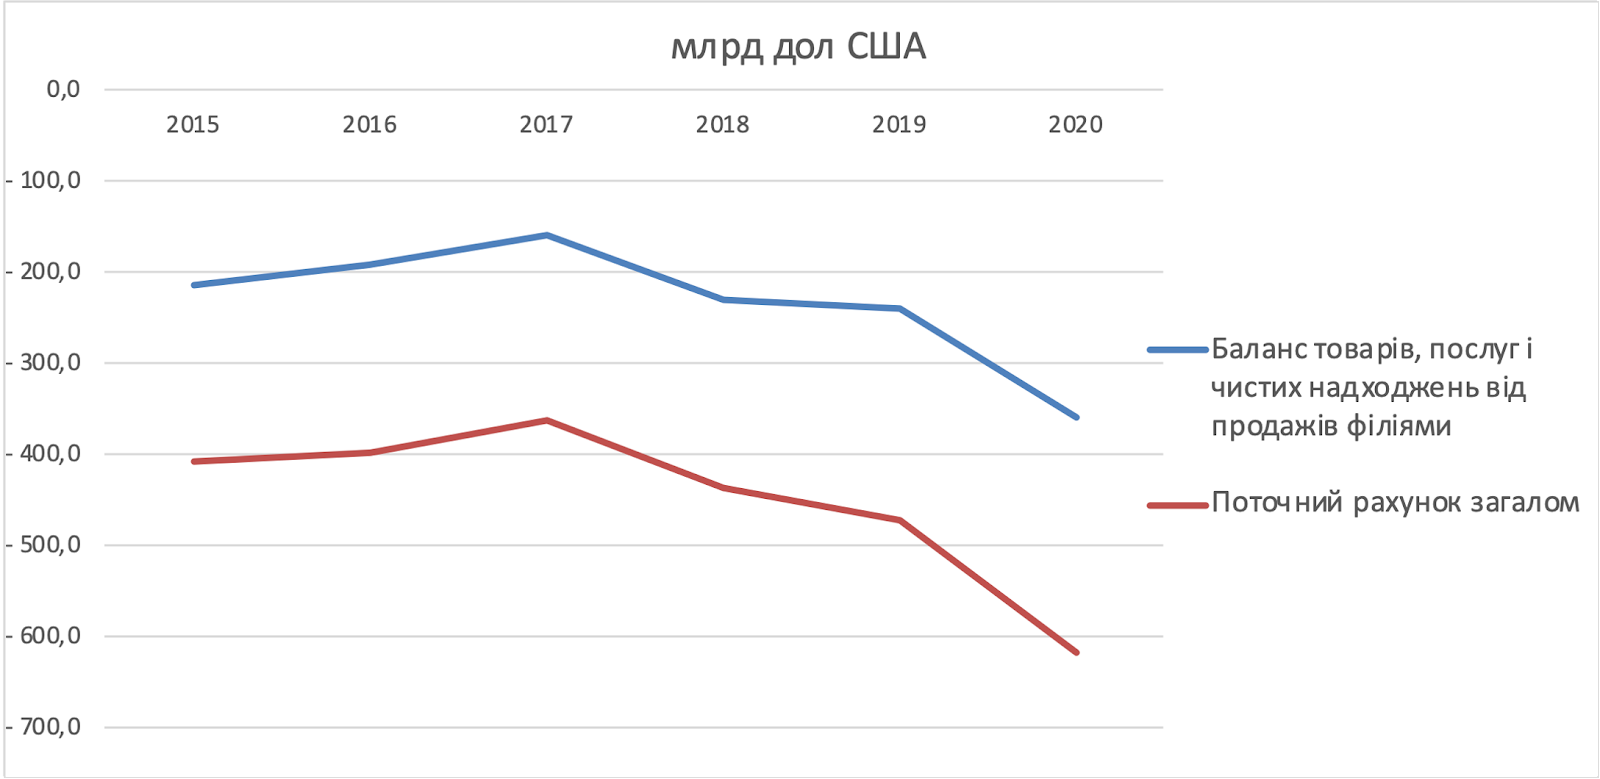 млрд дол США
0,0
2015 2016 2017 2018 2019 2020
- 100,0
- 200,0
- 300,0
- 400,0
- 500,0
- 600,0
- 700,0
Баланс товарів, послуг і
чистих надходжень від
продажів філіями
Поточний рахунок загалом